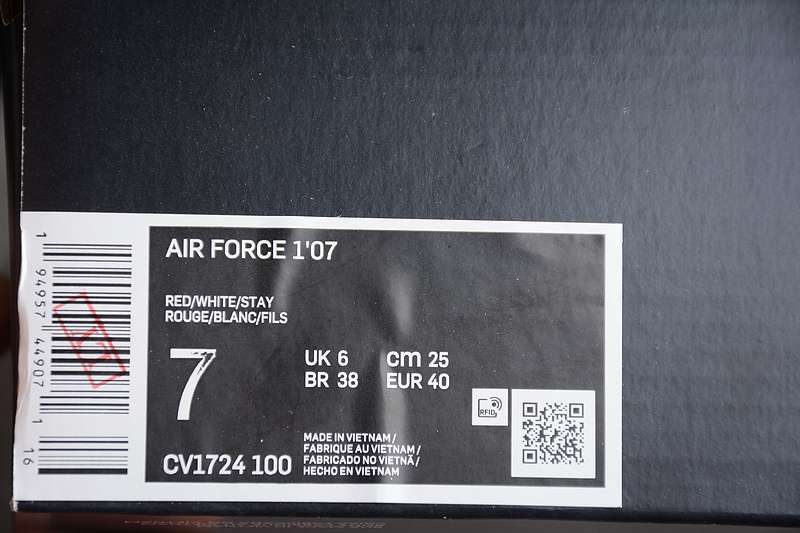 AIR FORCE 1'07
RED/WHITE/STAY
ROUGE/BLANC/FILS
7
UK 6 cm 25
BR 38 EUR 40
RFID
MADE IN VIETNAM /
FABRIQUE AU VIETNAM /
FABRICADO NO VIETNÃ /
HECHO EN VIETNAM
CV1724 100
1 94957 44907 1
16